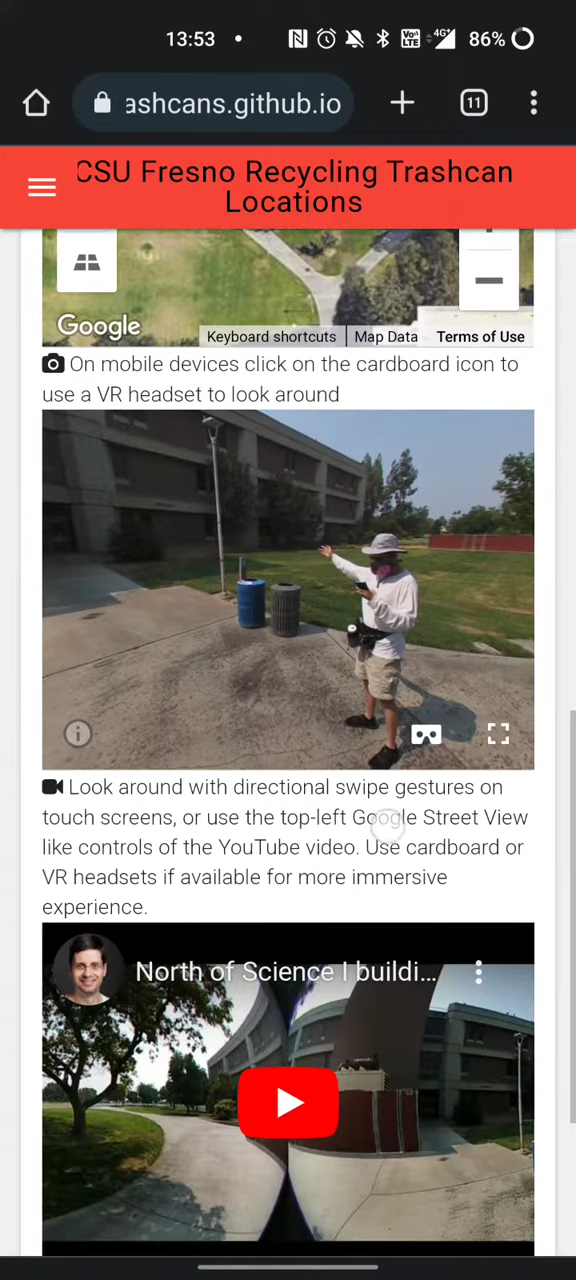 13:53
VoLTE
4G+
86%
ashcans.github.io
11
CSU Fresno Recycling Trashcan
Locations
Google
Keyboard shortcuts
Map Data
Terms of Use
On mobile devices click on the cardboard icon to
use a VR headset to look around
Look around with directional swipe gestures on
touch screens, or use the top-left Google Street View
like controls of the YouTube video. Use cardboard or
VR headsets if available for more immersive
experience.
North of Science I buildi...